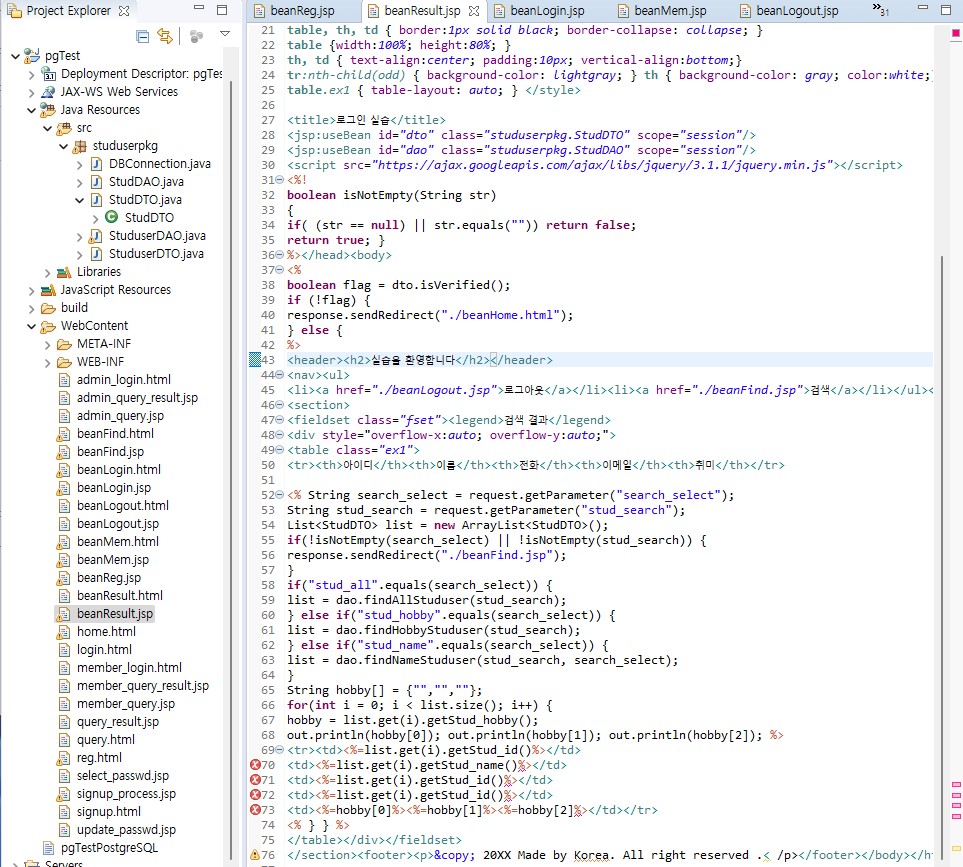 Project Explorer
pgTest
Deployment Descriptor: pgTes
JAX-WS Web Services
Java Resources
src
studuserpkg
DBConnection.java
StudDAO.java
StudDTO.java
StudDTO
StuduserDAO.java
StuduserDTO.java
Libraries
JavaScript Resources
build
WebContent
META-INF
WEB-INF
admin_login.html
admin_query_result.jsp
admin_query.jsp
beanFind.html
beanFind.jsp
beanLogin.html
beanLogin.jsp
beanLogout.html
beanLogout.jsp
beanMem.html
beanMem.jsp
beanReg.jsp
beanResult.html
beanResult.jsp
home.html
login.html
member_login.html
member_query_result.jsp
member_query.jsp
query_result.jsp
query.html
reg.html
select_passwd.jsp
signup_process.jsp
signup.html
update_passwd.jsp
pgTestPostgreSQL
Servers
beanReg.jsp beanResult.jsp beanLogin.jsp beanMem.jsp beanLogout.jsp »31
21 table, th, td { border:1px solid black; border-collapse: collapse; }
22 table {width:100%; height:80%; }
23 th, td { text-align:center; padding:10px; vertical-align:bottom;}
24 tr:nth-child(odd) { background-color: lightgray; } th { background-color: gray; color:white;
25 table.ex1 { table-layout: auto; } </style>
26
27 <title>로그인 실습</title>
28 <jsp:useBean id="dto" class="studuserpkg.StudDTO" scope="session"/>
29 <jsp:useBean id="dao" class="studuserpkg.StudDAO" scope="session"/>
30 <script src="https://ajax.googleapis.com/ajax/libs/jquery/3.1.1/jquery.min.js"></script>
31 <%!
32 boolean isNotEmpty(String str)
33 {
34 if( (str == null) || str.equals("")) return false;
35 return true; }
36 %></head><body>
37 <%
38 boolean flag = dto.isVerified();
39 if (!flag) {
40 response.sendRedirect("./beanHome.html");
41 } else {
42 %>
43 <header><h2>실습을 환영합니다</h2></header>
44 <nav><ul>
45 <li><a href="./beanLogout.jsp">로그아웃</a></li><li><a href="./beanFind.jsp">검색</a></li></ul><
46 <section>
47 <fieldset class="fset"><legend>검색 결과</legend>
48 <div style="overflow-x:auto; overflow-y:auto;">
49 <table class="ex1">
50 <tr><th>아이디</th><th>이름</th><th>전화</th><th>이메일</th><th>취미</th></tr>
51
52 <% String search_select = request.getParameter("search_select");
53 String stud_search = request.getParameter("stud_search");
54 List<StudDTO> list = new ArrayList<StudDTO>();
55 if(!isNotEmpty(search_select) || !isNotEmpty(stud_search)) {
56 response.sendRedirect("./beanFind.jsp");
57 }
58 if("stud_all".equals(search_select)) {
59 list = dao.findAllStuduser(stud_search);
60 } else if("stud_hobby".equals(search_select)) {
61 list = dao.findHobbyStuduser(stud_search);
62 } else if("stud_name".equals(search_select)) {
63 list = dao.findNameStuduser(stud_search, search_select);
64 }
65 String hobby[] = {"","",""};
66 for(int i = 0; i < list.size(); i++) {
67 hobby = list.get(i).getStud_hobby();
68 out.println(hobby[0]); out.println(hobby[1]); out.println(hobby[2]); %>
69 <tr><td><%=list.get(i).getStud_id()%></td>
70 <td><%=list.get(i).getStud_name()%></td>
71 <td><%=list.get(i).getStud_id()%></td>
72 <td><%=list.get(i).getStud_id()%></td>
73 <td><%=hobby[0]%><%=hobby[1]%><%=hobby[2]%></td></tr>
74 <% } } %>
75 </table></div></fieldset>
76 </section><footer><p>&copy; 20XX Made by Korea. All right reserved .< /p></footer></body></h